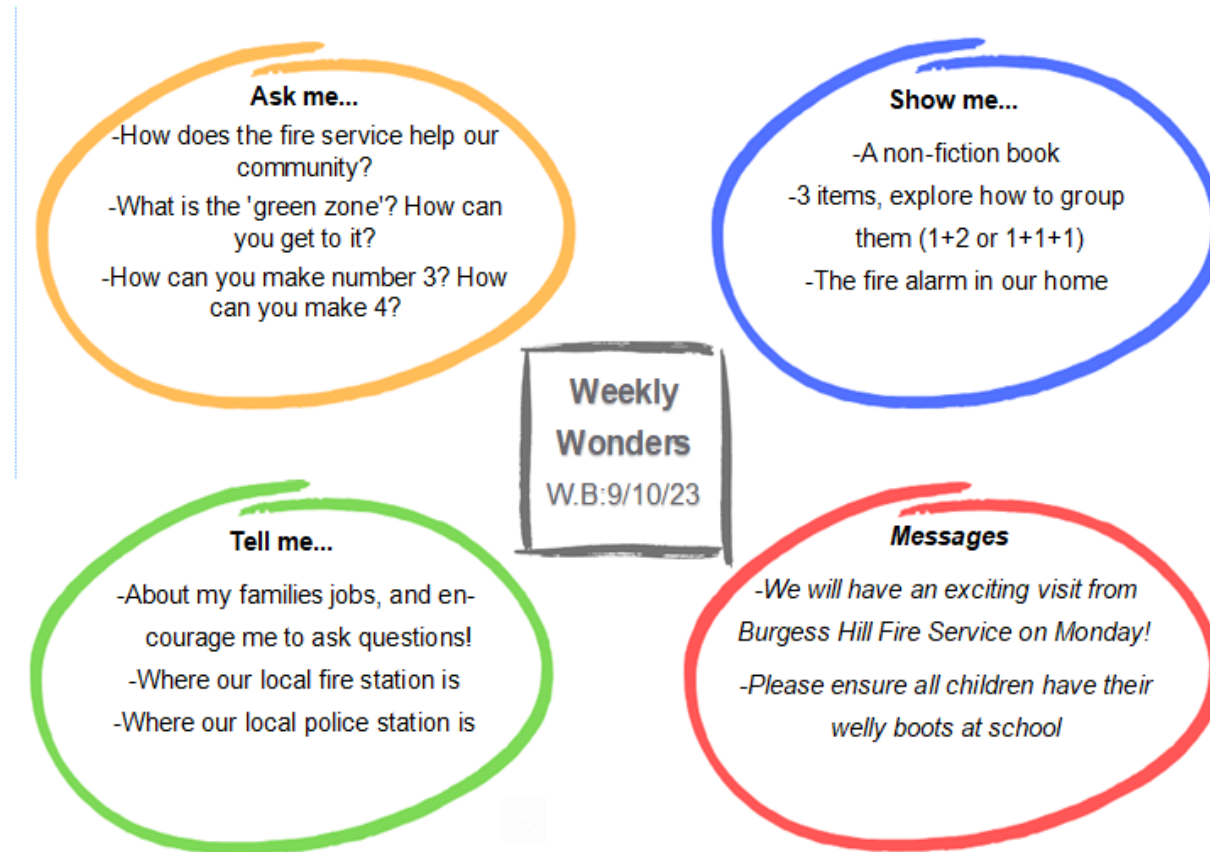 Ask me...
-How does the fire service help our
community?
-What is the 'green zone'? How can
you get to it?
-How can you make number 3? How
can you make 4?
Show me...
-A non-fiction book
-3 items, explore how to group
them (1+2 or 1+1+1)
-The fire alarm in our home
Weekly
Wonders
W.B:9/10/23
Tell me...
-About my families jobs, and en-
courage me to ask questions!
-Where our local fire station is
-Where our local police station is
Messages
-We will have an exciting visit from
Burgess Hill Fire Service on Monday!
-Please ensure all children have their
welly boots at school